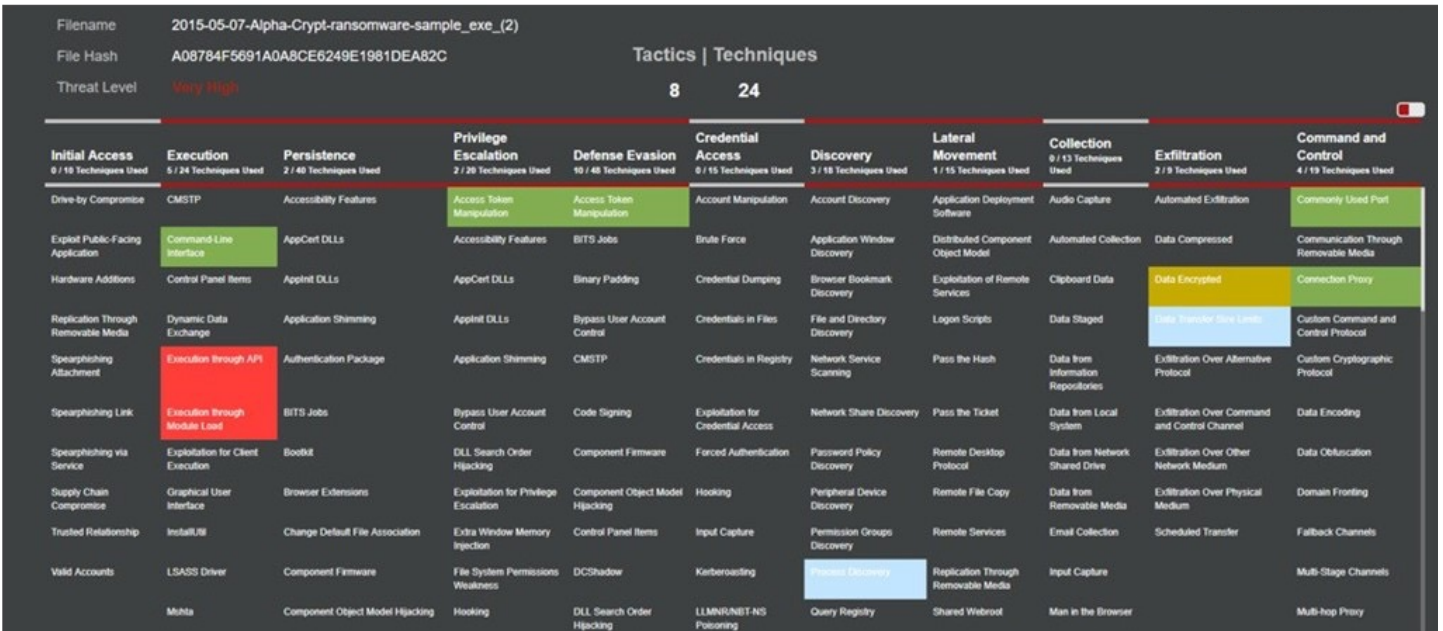 Filename 2015-05-07-Alpha-Crypt-ransomware-sample_exe_(2)
File Hash A08784F5691A0A8CE6249E1981DEA82C
Tactics | Techniques
Threat Level Very High
8 24
Initial Access
0 / 10 Techniques Used
Drive-by Compromise
Exploit Public-Facing
Application
Hardware Additions
Replication Through
Removable Media
Spearphishing
Attachment
Spearphishing Link
Spearphishing via
Service
Supply Chain
Compromise
Trusted Relationship
Valid Accounts
Execution
5 / 24 Techniques Used
CMSTP
Command-Line
Interface
Control Panel Items
Dynamic Data
Exchange
Execution through API
Execution through
Module Load
Exploitation for Client
Execution
Graphical User
Interface
InstallUtil
LSASS Driver
Mshta
Persistence
2 / 40 Techniques Used
Accessibility Features
AppCert DLLs
AppInit DLLs
Application Shimming
Authentication Package
BITS Jobs
Bootkit
Browser Extensions
Change Default File Association
Component Firmware
Component Object Model Hijacking
Privilege
Escalation
2 / 20 Techniques Used
Access Token
Manipulation
Accessibility Features
AppCert DLLs
AppInit DLLs
Application Shimming
Bypass User Account
Control
DLL Search Order
Hijacking
Exploitation for Privilege
Escalation
Extra Window Memory
Injection
File System Permissions
Weakness
Hooking
Defense Evasion
10 / 48 Techniques Used
Access Token
Manipulation
BITS Jobs
Binary Padding
Bypass User Account
Control
CMSTP
Code Signing
Component Firmware
Component Object Model
Hijacking
Control Panel Items
DCShadow
DLL Search Order
Hijacking
Credential
Access
0 / 15 Techniques Used
Account Manipulation
Brute Force
Credential Dumping
Credentials in Files
Credentials in Registry
Exploitation for
Credential Access
Forced Authentication
Hooking
Input Capture
Kerberoasting
LLMNR/NBT-NS
Poisoning
Discovery
3 / 18 Techniques Used
Account Discovery
Application Window
Discovery
Browser Bookmark
Discovery
File and Directory
Discovery
Network Service
Scanning
Network Share Discovery
Password Policy
Discovery
Peripheral Device
Discovery
Permission Groups
Discovery
Process Discovery
Query Registry
Lateral
Movement
1 / 15 Techniques Used
Application Deployment
Software
Distributed Component
Object Model
Exploitation of Remote
Services
Logon Scripts
Pass the Hash
Pass the Ticket
Remote Desktop
Protocol
Remote File Copy
Remote Services
Replication Through
Removable Media
Shared Webroot
Collection
0 / 13 Techniques
Used
Audio Capture
Automated Collection
Clipboard Data
Data Staged
Data from
Information
Repositories
Data from Local
System
Data from Network
Shared Drive
Data from
Removable Media
Email Collection
Input Capture
Man in the Browser
Exfiltration
2 / 9 Techniques Used
Automated Exfiltration
Data Compressed
Data Encrypted
Data Transfer Size Limits
Exfiltration Over Alternative
Protocol
Exfiltration Over Command
and Control Channel
Exfiltration Over Other
Network Medium
Exfiltration Over Physical
Medium
Scheduled Transfer
Command and
Control
4 / 19 Techniques Used
Commonly Used Port
Communication Through
Removable Media
Connection Proxy
Custom Command and
Control Protocol
Custom Cryptographic
Protocol
Data Encoding
Data Obfuscation
Domain Fronting
Fallback Channels
Multi-Stage Channels
Multi-hop Proxy